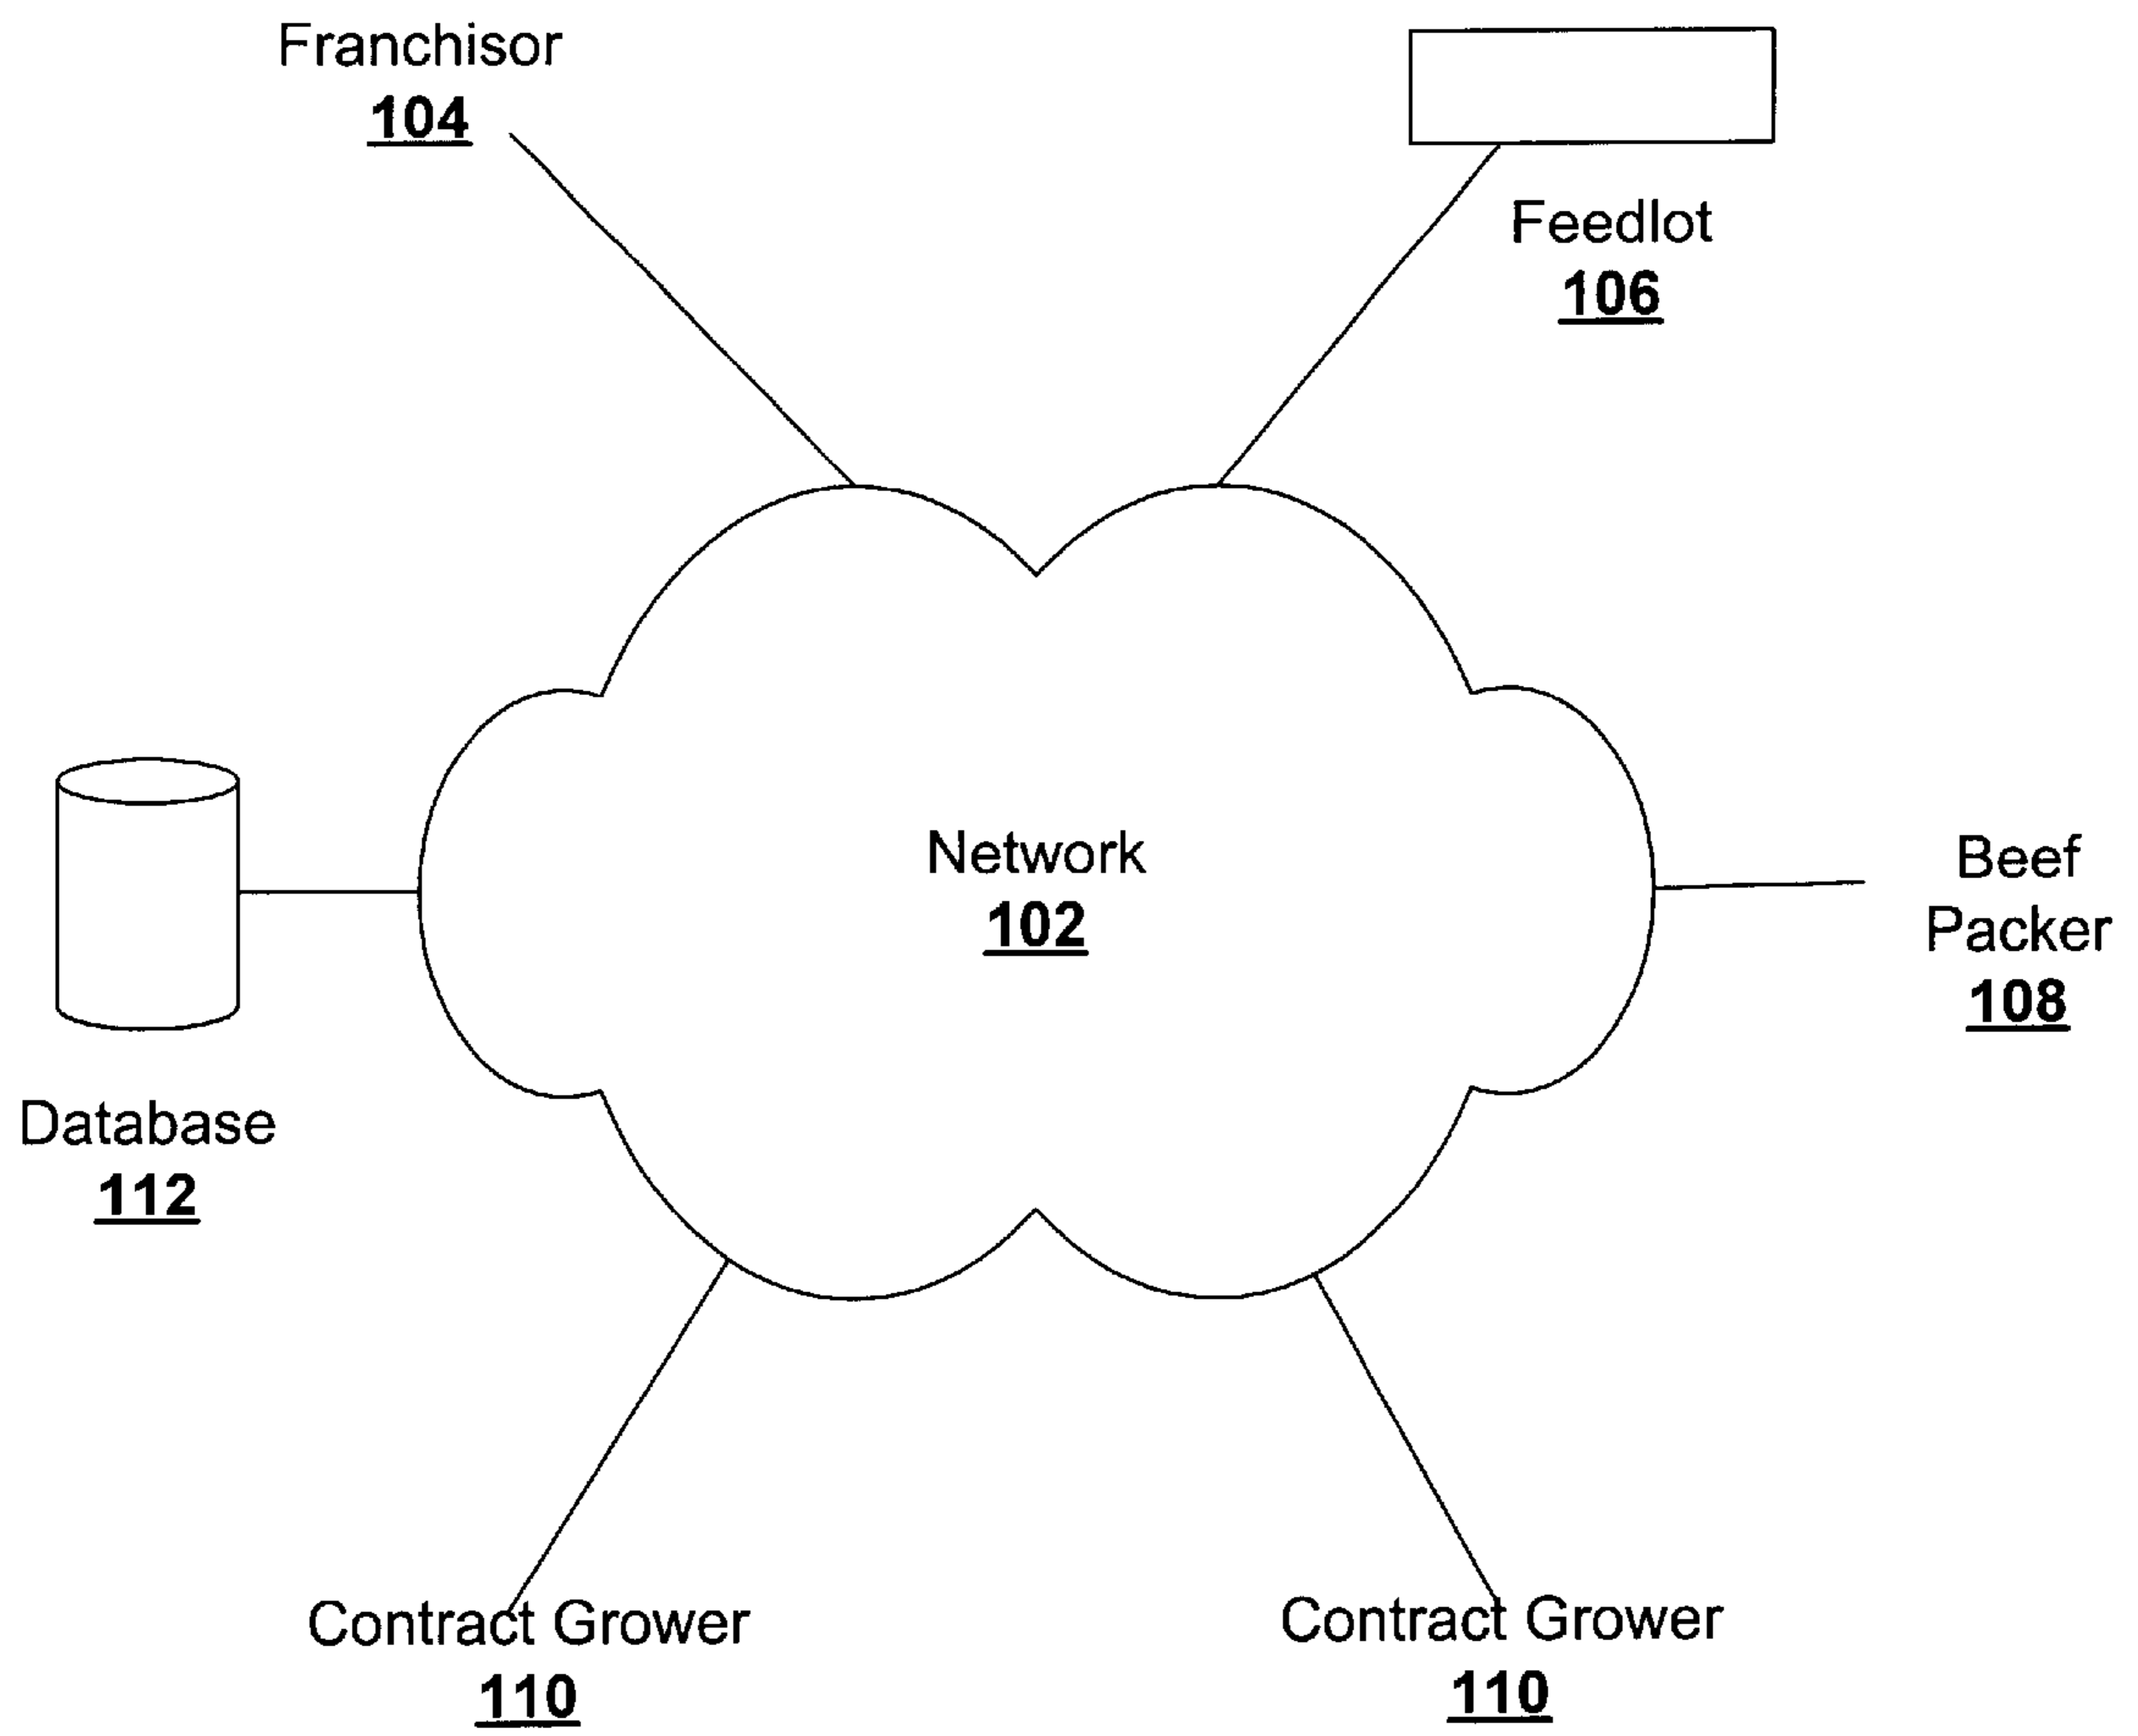 Franchisor
104
Feedlot
106
Network
102
Beef
Packer
108
Database
112
Contract Grower
110
Contract Grower
110